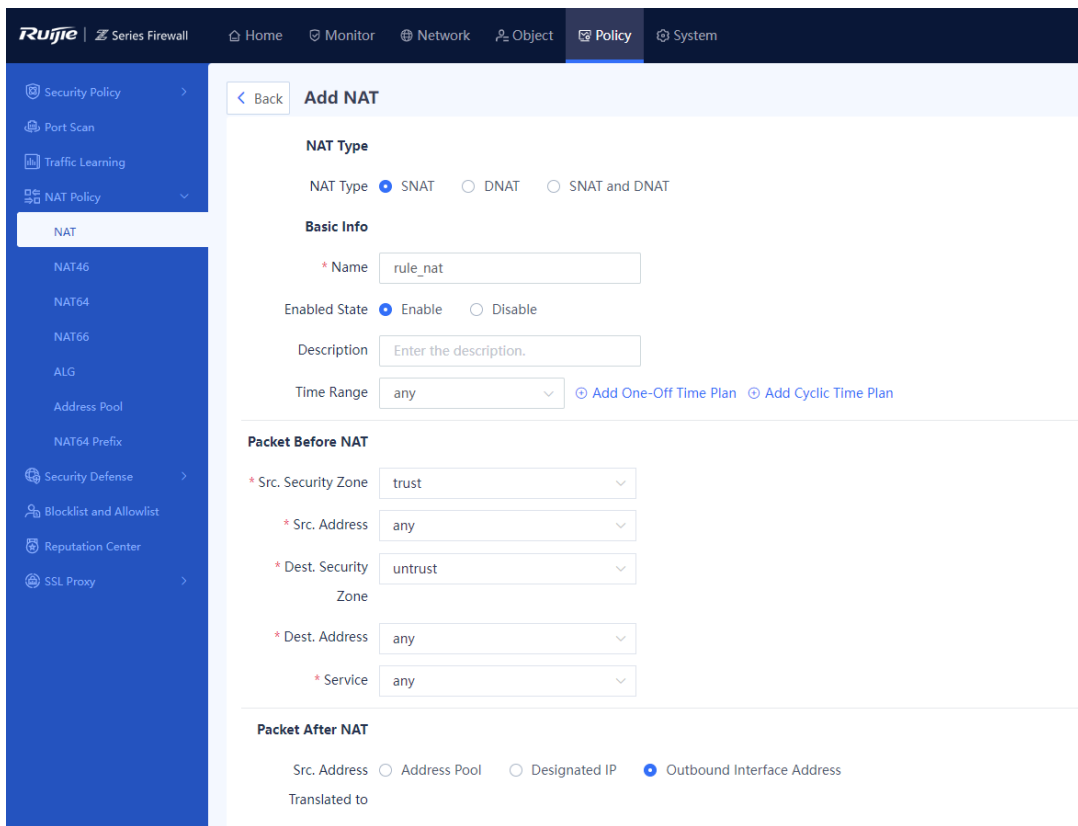 Ruijie | Z Series Firewall
Home
Monitor
Network
Object
Policy
System
Security Policy
Port Scan
Traffic Learning
NAT Policy
NAT
NAT46
NAT64
NAT66
ALG
Address Pool
NAT64 Prefix
Security Defense
Blocklist and Allowlist
Reputation Center
SSL Proxy
Back
Add NAT
NAT Type
NAT Type SNAT DNAT SNAT and DNAT
Basic Info
* Name rule_nat
Enabled State Enable Disable
Description Enter the description.
Time Range any Add One-Off Time Plan Add Cyclic Time Plan
Packet Before NAT
* Src. Security Zone trust
* Src. Address any
* Dest. Security untrust
Zone
* Dest. Address any
* Service any
Packet After NAT
Src. Address Address Pool Designated IP Outbound Interface Address
Translated to